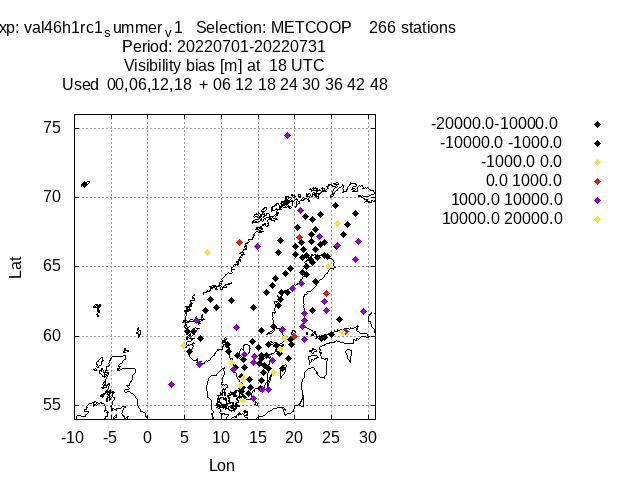 xp: val46h1rc1summerv1 Selection: METCOOP 266 stations
Period: 20220701-20220731
Visibility bias [m] at 18 UTC
Used 00,06,12,18 + 06 12 18 24 30 36 42 48
-20000.0-10000.0
-10000.0 -1000.0
-1000.0 0.0
0.0 1000.0
1000.0 10000.0
10000.0 20000.0
75
70
65
60
55
Lat
-10 -5 0 5 10 15 20 25 30
Lon